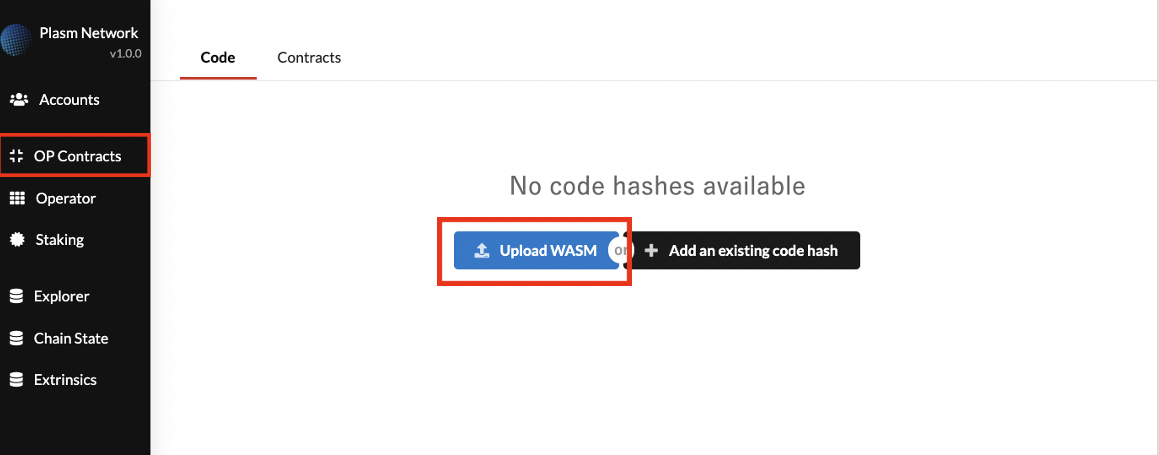 Plasm Network
v1.0.0
Accounts
OP Contracts
Operator
Staking
Explorer
Chain State
Extrinsics
Code Contracts
No code hashes available
Upload WASM or Add an existing code hash